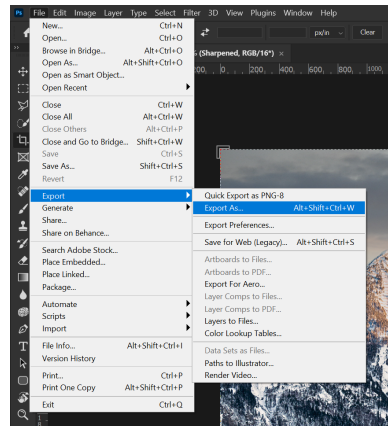 Ps File Edit Image Layer Type Select Filter 3D View Plugins Window Help
px/in Clear
(Sharpened, RGB/16*) ×
200 0 200 400 600 800 1000
New... Ctrl+N
Open... Ctrl+O
Browse in Bridge... Alt+Ctrl+O
Open As... Alt+Shift+Ctrl+O
Open as Smart Object...
Open Recent
Close Ctrl+W
Close All Alt+Ctrl+W
Close Others Alt+Ctrl+P
Close and Go to Bridge... Shift+Ctrl+W
Save Ctrl+S
Save As... Shift+Ctrl+S
Revert F12
Export
Generate
Share...
Share on Behance...
Search Adobe Stock...
Place Embedded...
Place Linked...
Package...
Automate
Scripts
Import
File Info... Alt+Shift+Ctrl+I
Version History
Print... Ctrl+P
Print One Copy Alt+Shift+Ctrl+P
Exit Ctrl+Q
Quick Export as PNG-8
Export As... Alt+Shift+Ctrl+W
Export Preferences...
Save for Web (Legacy)... Alt+Shift+Ctrl+S
Artboards to Files...
Artboards to PDF...
Export For Aero...
Layer Comps to Files...
Layer Comps to PDF...
Layers to Files...
Color Lookup Tables...
Data Sets as Files...
Paths to Illustrator...
Render Video...